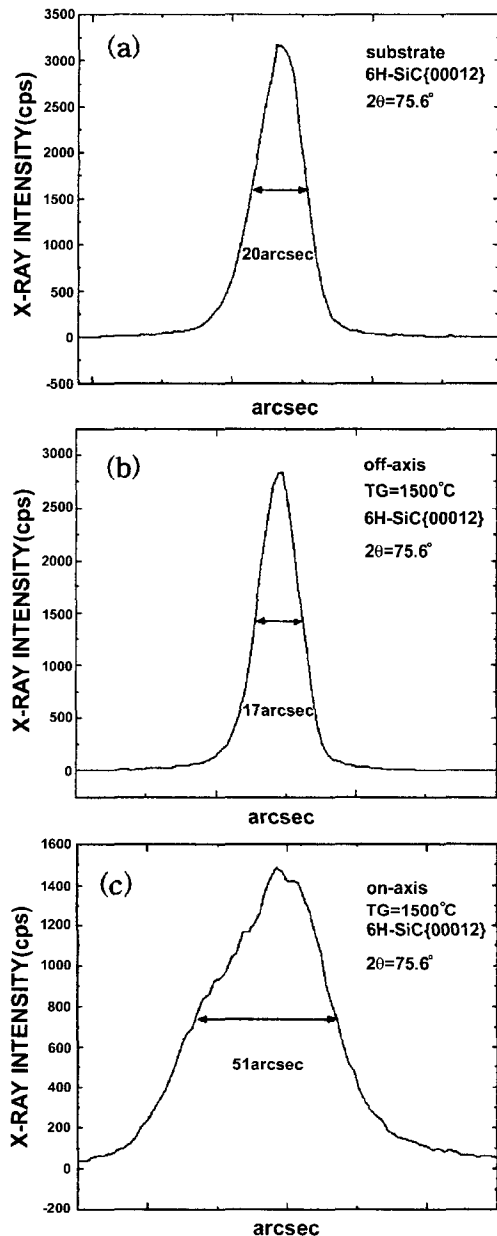 (a)
substrate
6H-SiC{00012}
2θ=75.6°
3500
3000
2500
2000
1500
1000
500
0
-500
X-RAY INTENSITY(cps)
20arcsec
arcsec
(b)
off-axis
TG=1500°C
6H-SiC{00012}
2θ=75.6°
3000
2500
2000
1500
1000
500
0
X-RAY INTENSITY(cps)
17arcsec
arcsec
(c)
on-axis
TG=1500°C
6H-SiC{00012}
2θ=75.6°
1600
1400
1200
1000
800
600
400
200
0
-200
X-RAY INTENSITY(cps)
51arcsec
arcsec